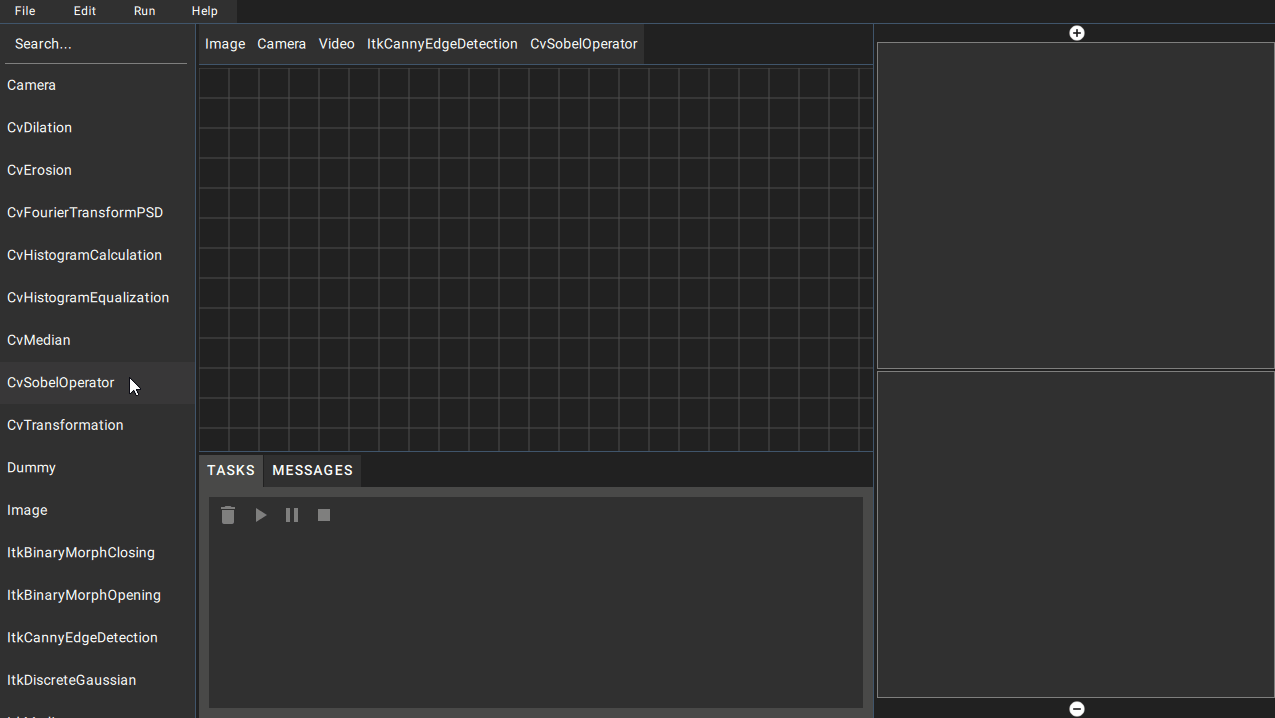 File Edit Run Help
Search...
Image Camera Video ItkCannyEdgeDetection CvSobelOperator
Camera
CvDilation
CvErosion
CvFourierTransformPSD
CvHistogramCalculation
CvHistogramEqualization
CvMedian
CvSobelOperator
CvTransformation
Dummy
Image
ItkBinaryMorphClosing
ItkBinaryMorphOpening
ItkCannyEdgeDetection
ItkDiscreteGaussian
TASKS MESSAGES